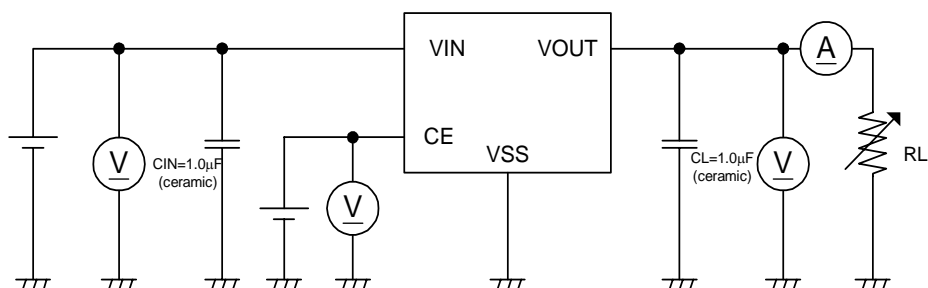 VIN VOUT A
CE
V CIN=1.0μF
(ceramic)
VSS
CL=1.0μF
(ceramic)
V
RL
V